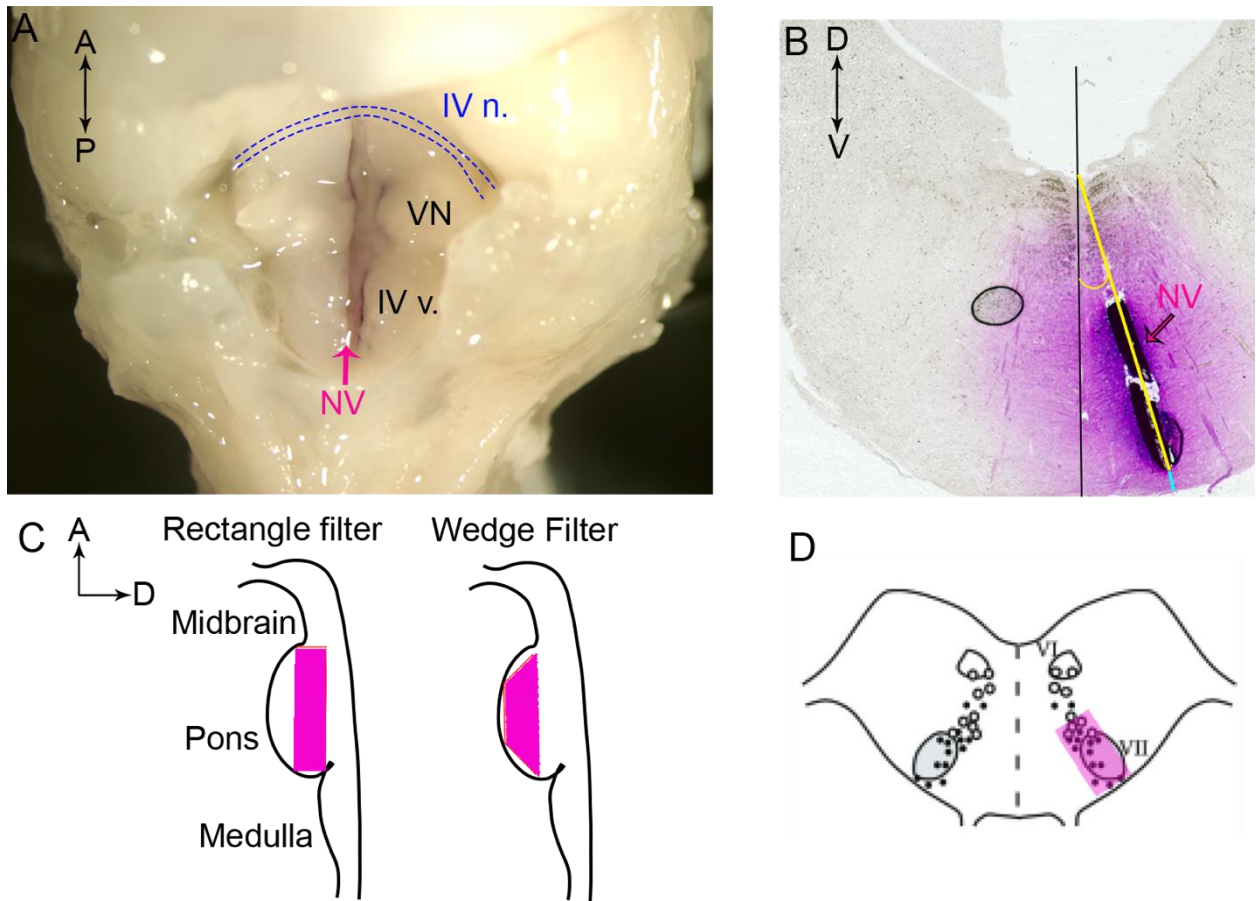 A
A
P
IV n.
VN
IV v.
NV
B
D
V
NV
C
A
D
Rectangle filter
Wedge Filter
Midbrain
Pons
Medulla
D
VI
VII